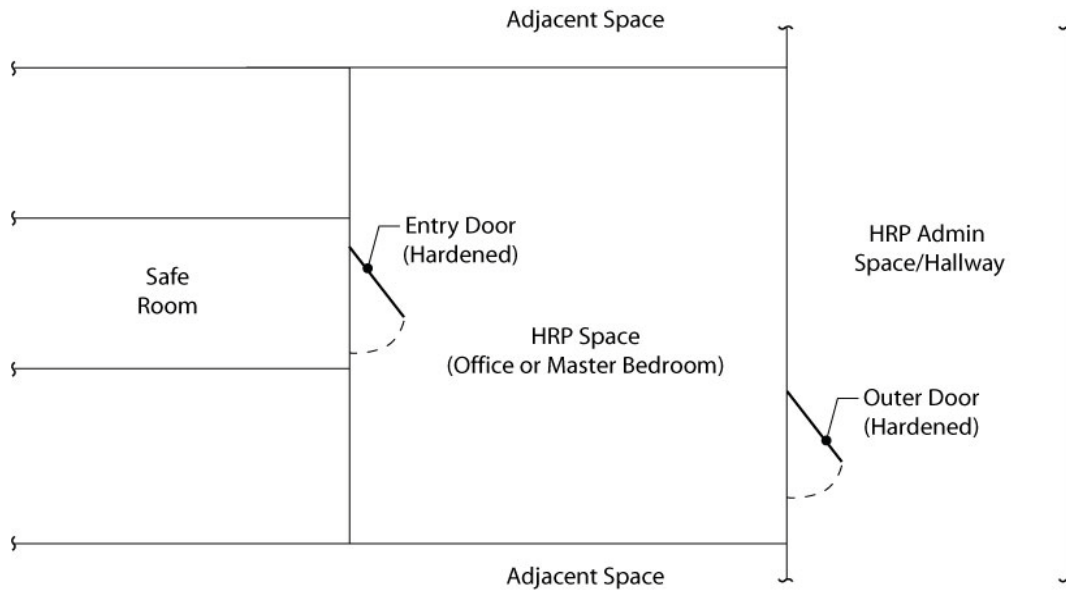 Adjacent Space
Entry Door
(Hardened)
HRP Admin
Space/Hallway
Safe
Room
HRP Space
(Office or Master Bedroom)
Outer Door
(Hardened)
Adjacent Space